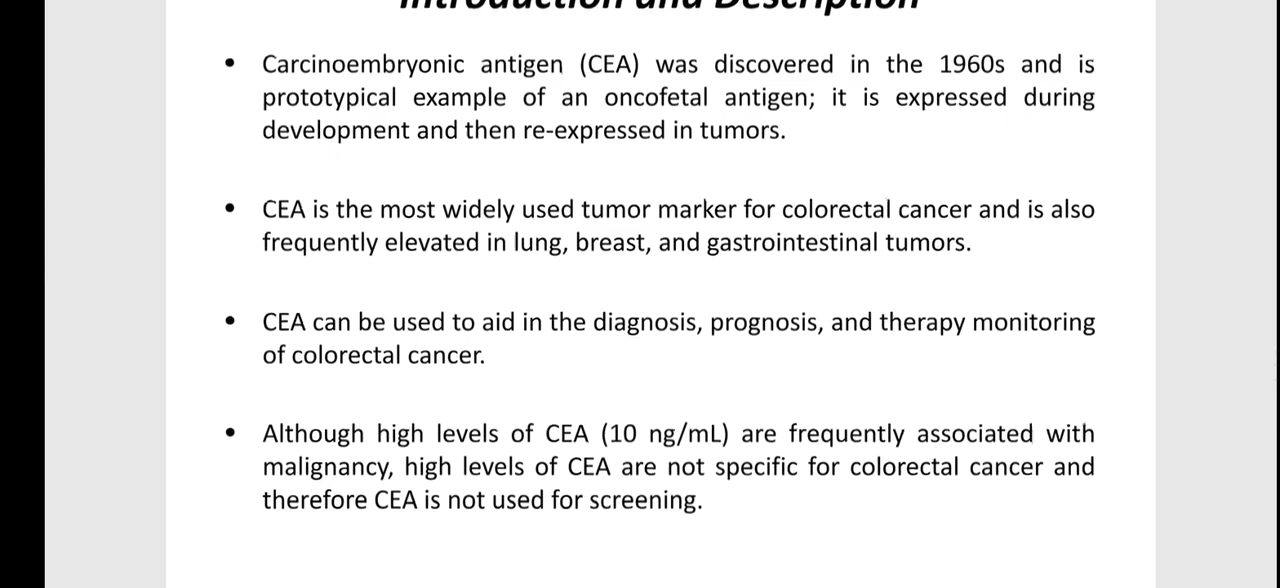 Introduction and Description
• Carcinoembryonic antigen (CEA) was discovered in the 1960s and is
prototypical example of an oncofetal antigen; it is expressed during
development and then re-expressed in tumors.
• CEA is the most widely used tumor marker for colorectal cancer and is also
frequently elevated in lung, breast, and gastrointestinal tumors.
• CEA can be used to aid in the diagnosis, prognosis, and therapy monitoring
of colorectal cancer.
• Although high levels of CEA (10 ng/mL) are frequently associated with
malignancy, high levels of CEA are not specific for colorectal cancer and
therefore CEA is not used for screening.